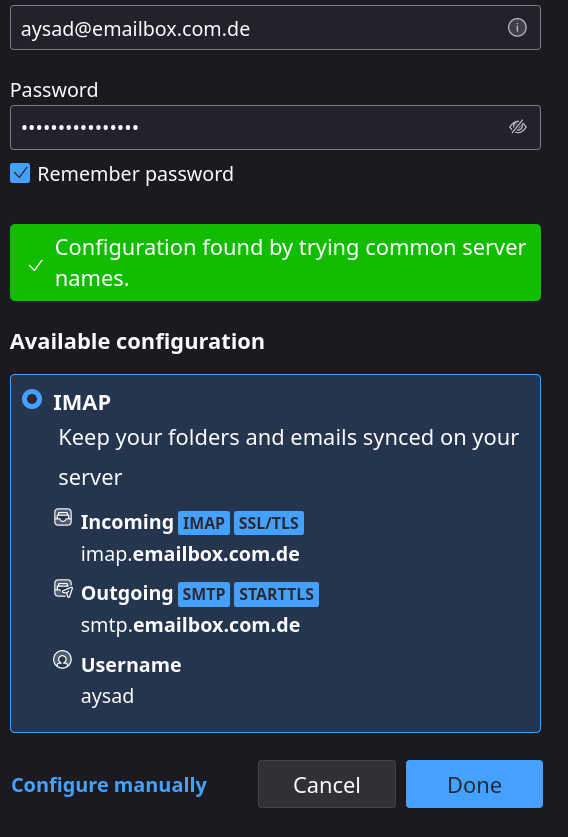 aysad@emailbox.com.de
Password
••••••••••••••••
Remember password
Configuration found by trying common server
names.
Available configuration
IMAP
Keep your folders and emails synced on your
server
Incoming IMAP SSL/TLS
imap.emailbox.com.de
Outgoing SMTP STARTTLS
smtp.emailbox.com.de
Username
aysad
Configure manually Cancel Done